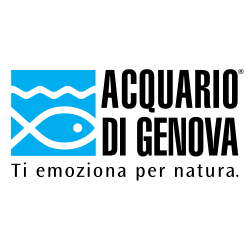 ACQUARIO®
DI GENOVA
Ti emoziona per natura.